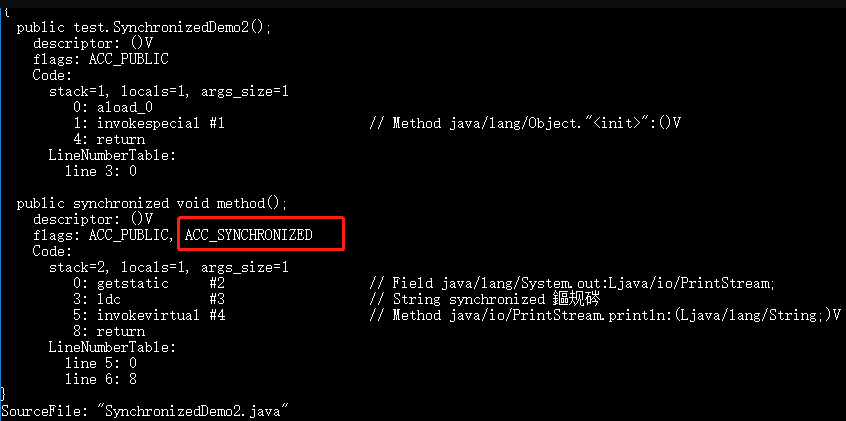 {
  public test.SynchronizedDemo2();
    descriptor: ()V
    flags: ACC_PUBLIC
    Code:
      stack=1, locals=1, args_size=1
         0: aload_0
         1: invokespecial #1                  // Method java/lang/Object."<init>":()V
         4: return
      LineNumberTable:
        line 3: 0

  public synchronized void method();
    descriptor: ()V
    flags: ACC_PUBLIC, ACC_SYNCHRONIZED
    Code:
      stack=2, locals=1, args_size=1
         0: getstatic     #2                  // Field java/lang/System.out:Ljava/io/PrintStream;
         3: ldc           #3                  // String synchronized 鏂规硶
         5: invokevirtual #4                  // Method java/io/PrintStream.println:(Ljava/lang/String;)V
         8: return
      LineNumberTable:
        line 5: 0
        line 6: 8
}
SourceFile: "SynchronizedDemo2.java"